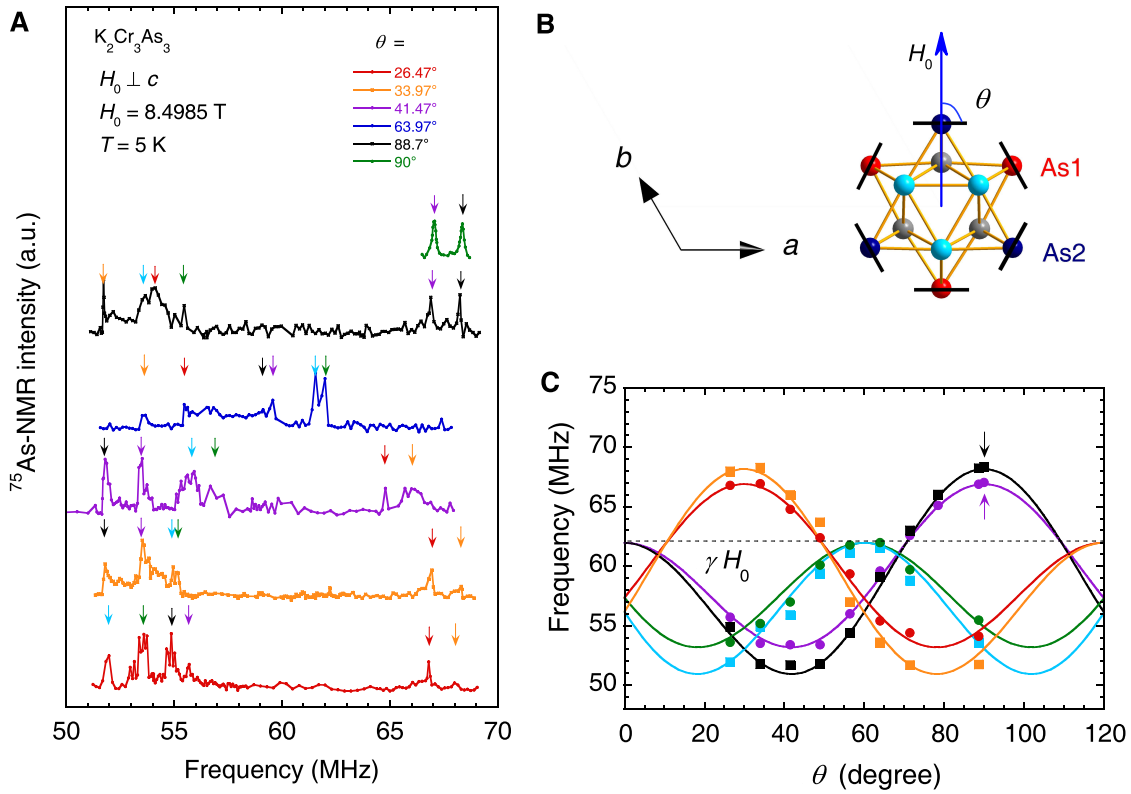 A
K₂Cr₃As₃
H₀ ⊥ c
H₀ = 8.4985 T
T = 5 K
θ =
26.47°
33.97°
41.47°
63.97°
88.7°
90°
⁷⁵As-NMR intensity (a.u.)
50 55 60 65 70
Frequency (MHz)
B
H₀
θ
b
a
As1
As2
C
Frequency (MHz)
75
70
65
60
55
50
γ H₀
0 20 40 60 80 100 120
θ (degree)